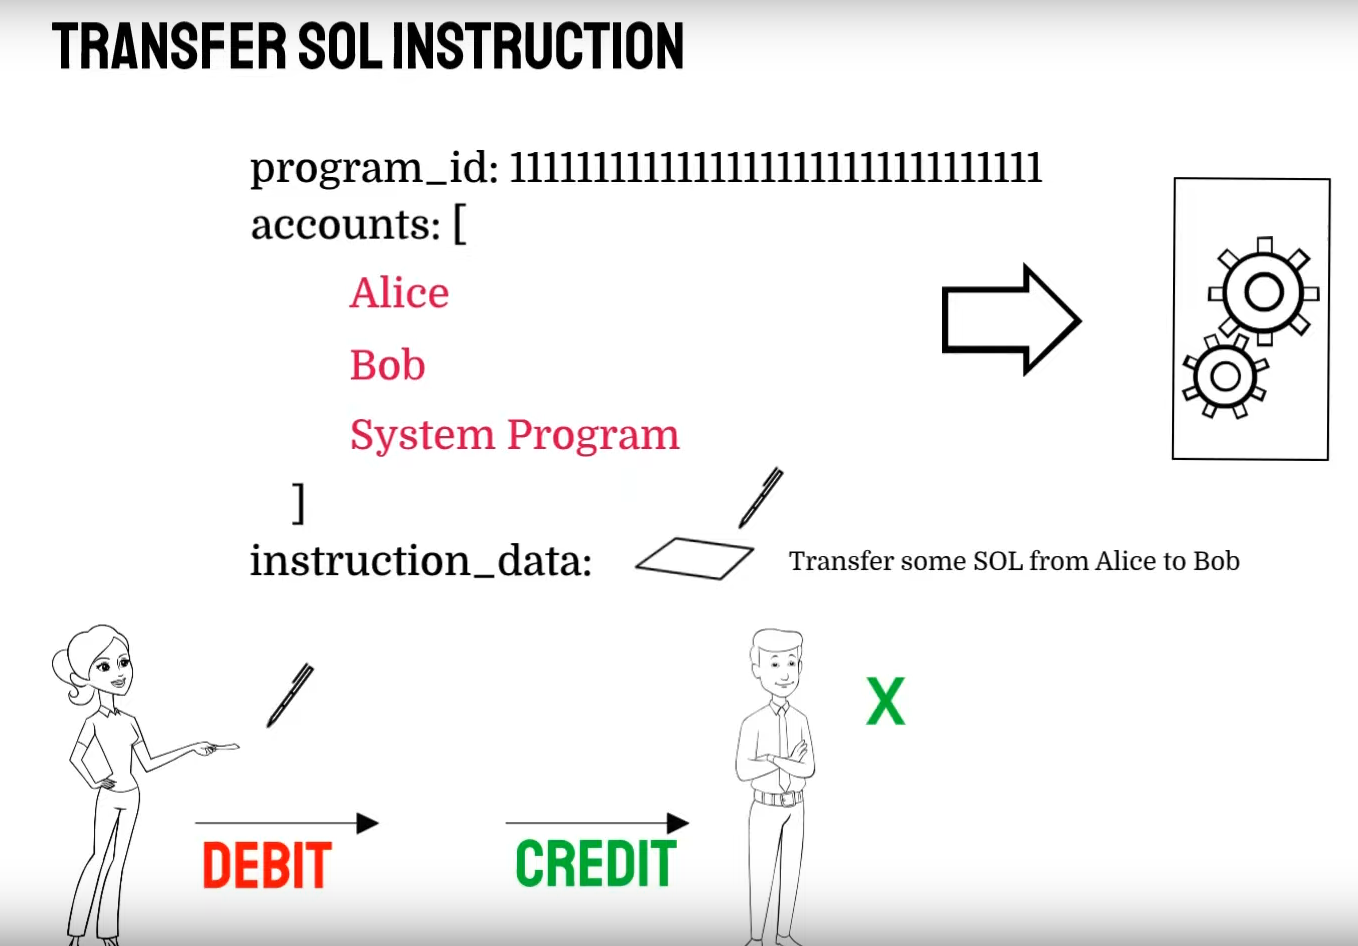 TRANSFER SOL INSTRUCTION
program_id: 11111111111111111111111111111111
accounts: [
Alice
Bob
System Program
]
instruction_data:
Transfer some SOL from Alice to Bob
X
DEBIT
CREDIT